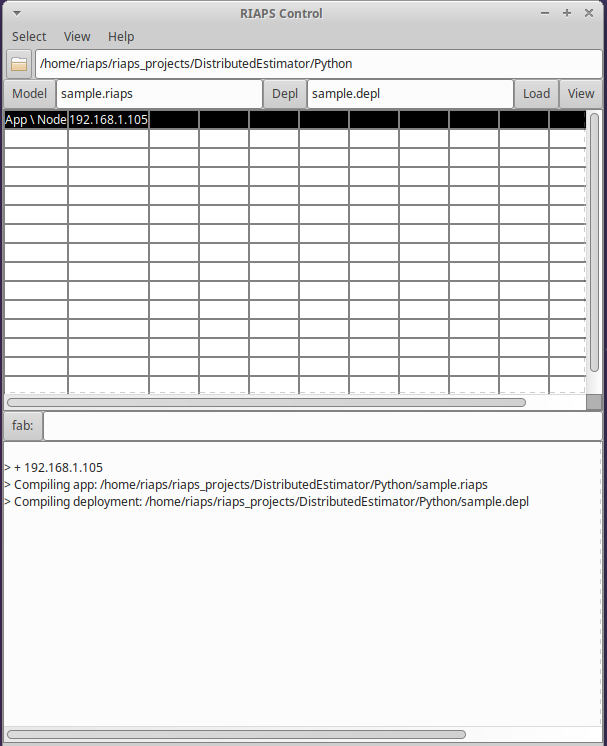 RIAPS Control
Select View Help
/home/riaps/riaps_projects/DistributedEstimator/Python
Model sample.riaps Depl sample.depl Load View
App \ Node 192.168.1.105
fab:
> + 192.168.1.105
> Compiling app: /home/riaps/riaps_projects/DistributedEstimator/Python/sample.riaps
> Compiling deployment: /home/riaps/riaps_projects/DistributedEstimator/Python/sample.depl